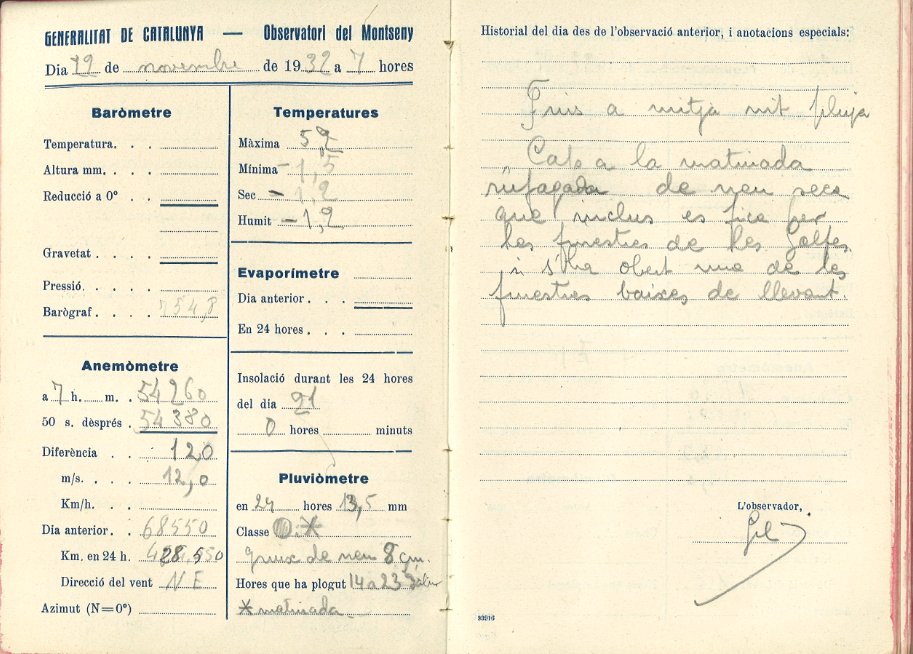 GENERALITAT DE CATALUNYA — Observatori del Montseny
Dia 22 de novembre de 1932 a 7 hores
Baròmetre
Temperatura. . .
Altura mm. . . .
Reducció a 0º
Gravetat . . . .
Pressió. . . . .
Barògraf . . . . 548
Anemòmetre
a 7 h. m. . 54260
50 s. dèsprés . 54380
Diferència . . 120
m/s. . . . 12,0
Km/h. . .
Dia anterior . . 68550
Km. en 24 h. 428,550
Direcció del vent NE
Azimut (N=0º)
Temperatures
Màxima 5,2
Mínima -1,5
Sec -1,2
Humit -1,2
Evaporímetre
Dia anterior . . .
En 24 hores . . .
Insolació durant les 24 hores
del dia 21
0 hores minuts
Pluviòmetre
en 24 hores 13,5 mm
Classe
gruix de neu 8 cm.
Hores que ha plogut 14 a 23
* matinada
Historial del dia des de l'observació anterior, i anotacions especials:
Fins a mitja nit pluja
Cap a la matinada
rufagada de neu seca
que inclus es fica per
les finestres de les golfes
i s'ha obert una de les
finestres baixes de llevant.
L'observador,
33916